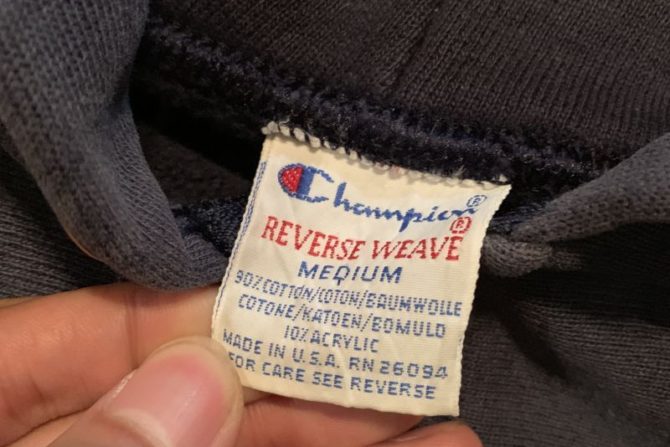 Champion®
REVERSE WEAVE®
MEDIUM
90% COTTON/COTON/BAUMWOLLE
COTONE/KATOEN/BOMULD
10% ACRYLIC
MADE IN U.S.A. RN 26094
FOR CARE SEE REVERSE